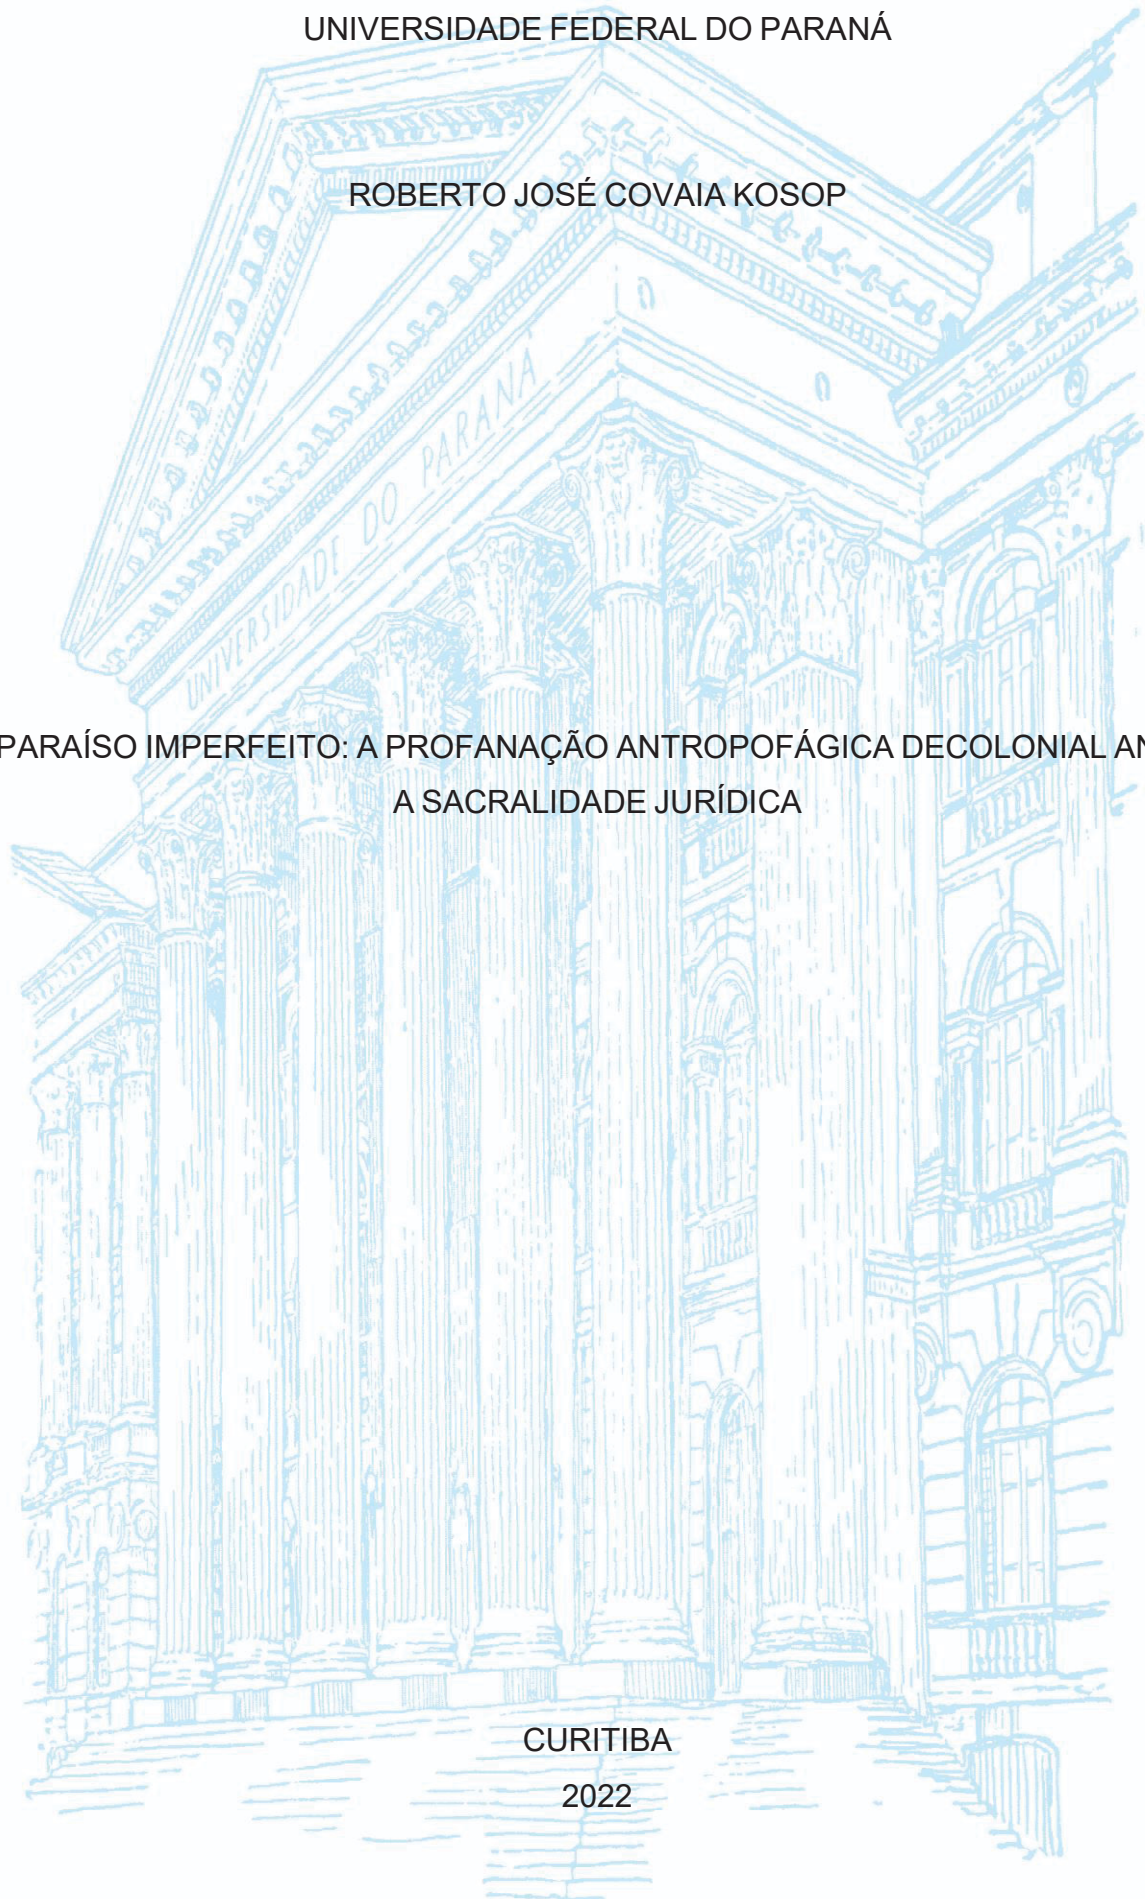 UNIVERSIDADE FEDERAL DO PARANÁ
ROBERTO JOSÉ COVAIA KOSOP
UNIVERSIDADE DO PARANÁ
PARAÍSO IMPERFEITO: A PROFANAÇÃO ANTROPOFÁGICA DECOLONIAL
A SACRALIDADE JURÍDICA
CURITIBA
2022